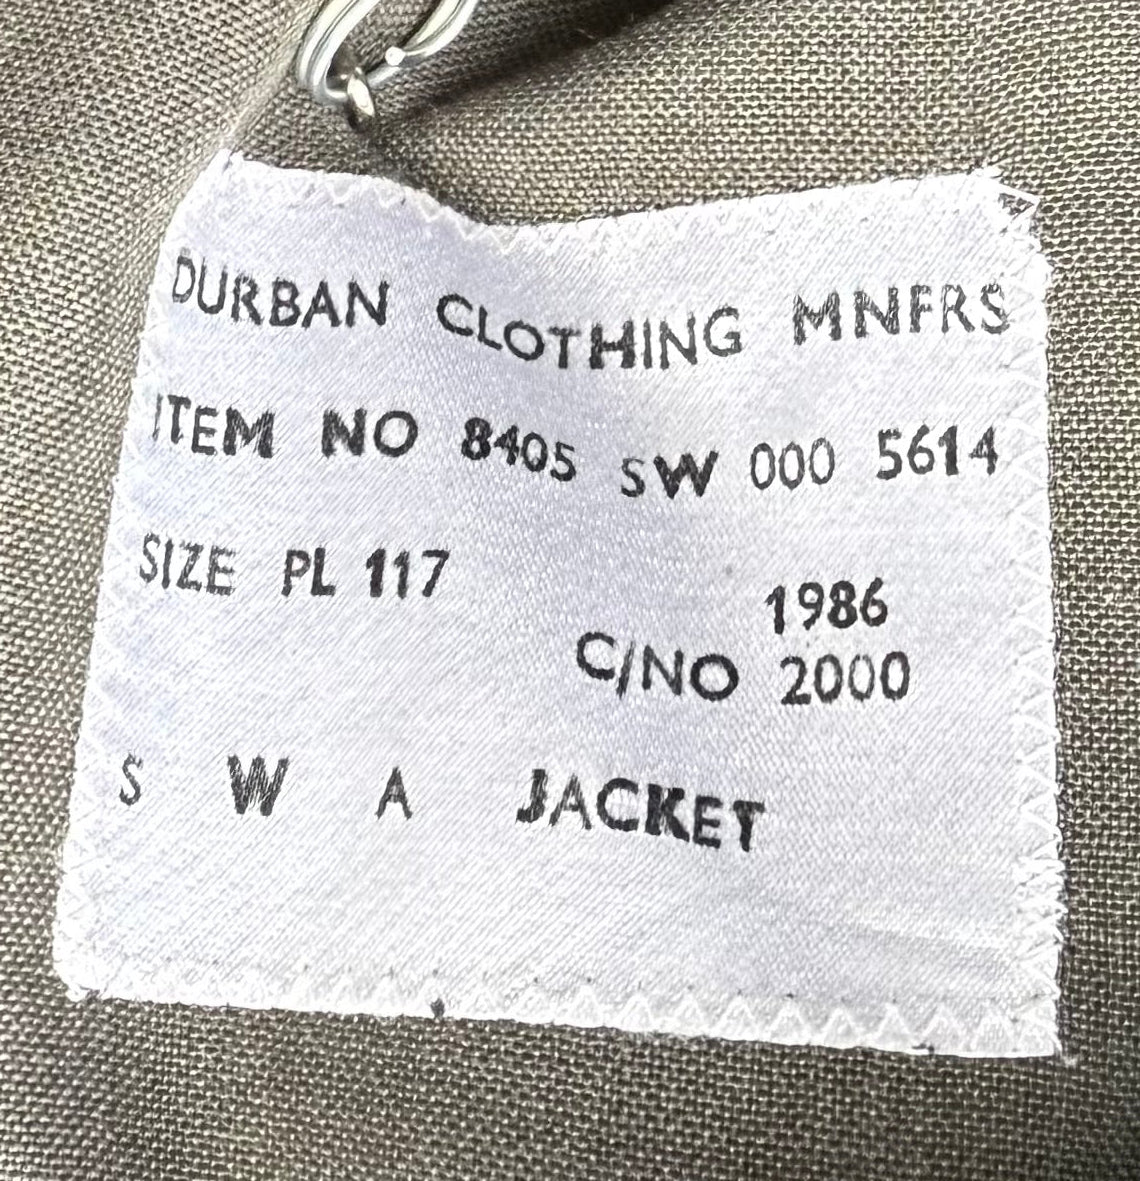 DURBAN CLOTHING MNFRS
ITEM NO 8405 SW 000 5614
SIZE PL 117
1986
C/NO 2000
S W A JACKET